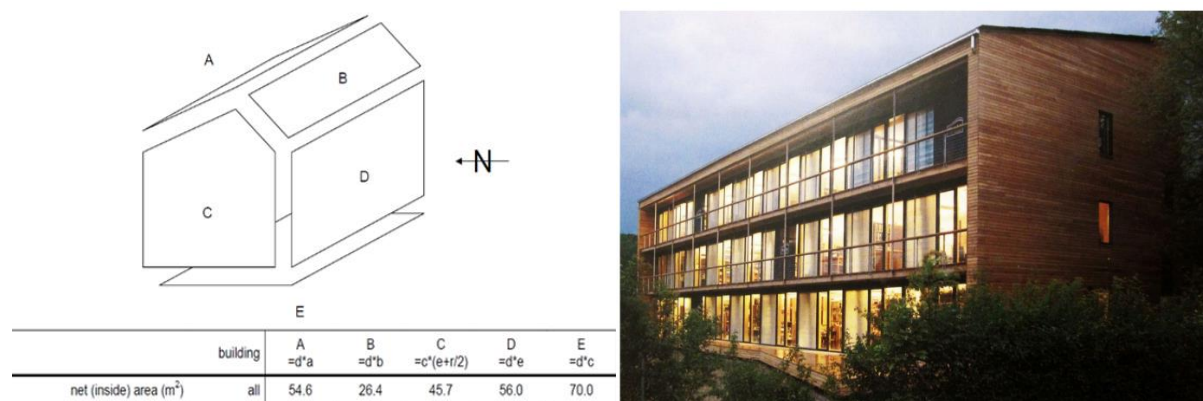 A
B
N
D
C
E
building A B C D E
=d*a =d*b =c*(e+r/2) =d*e =d*c
net (inside) area (m²) all 54.6 26.4 45.7 56.0 70.0